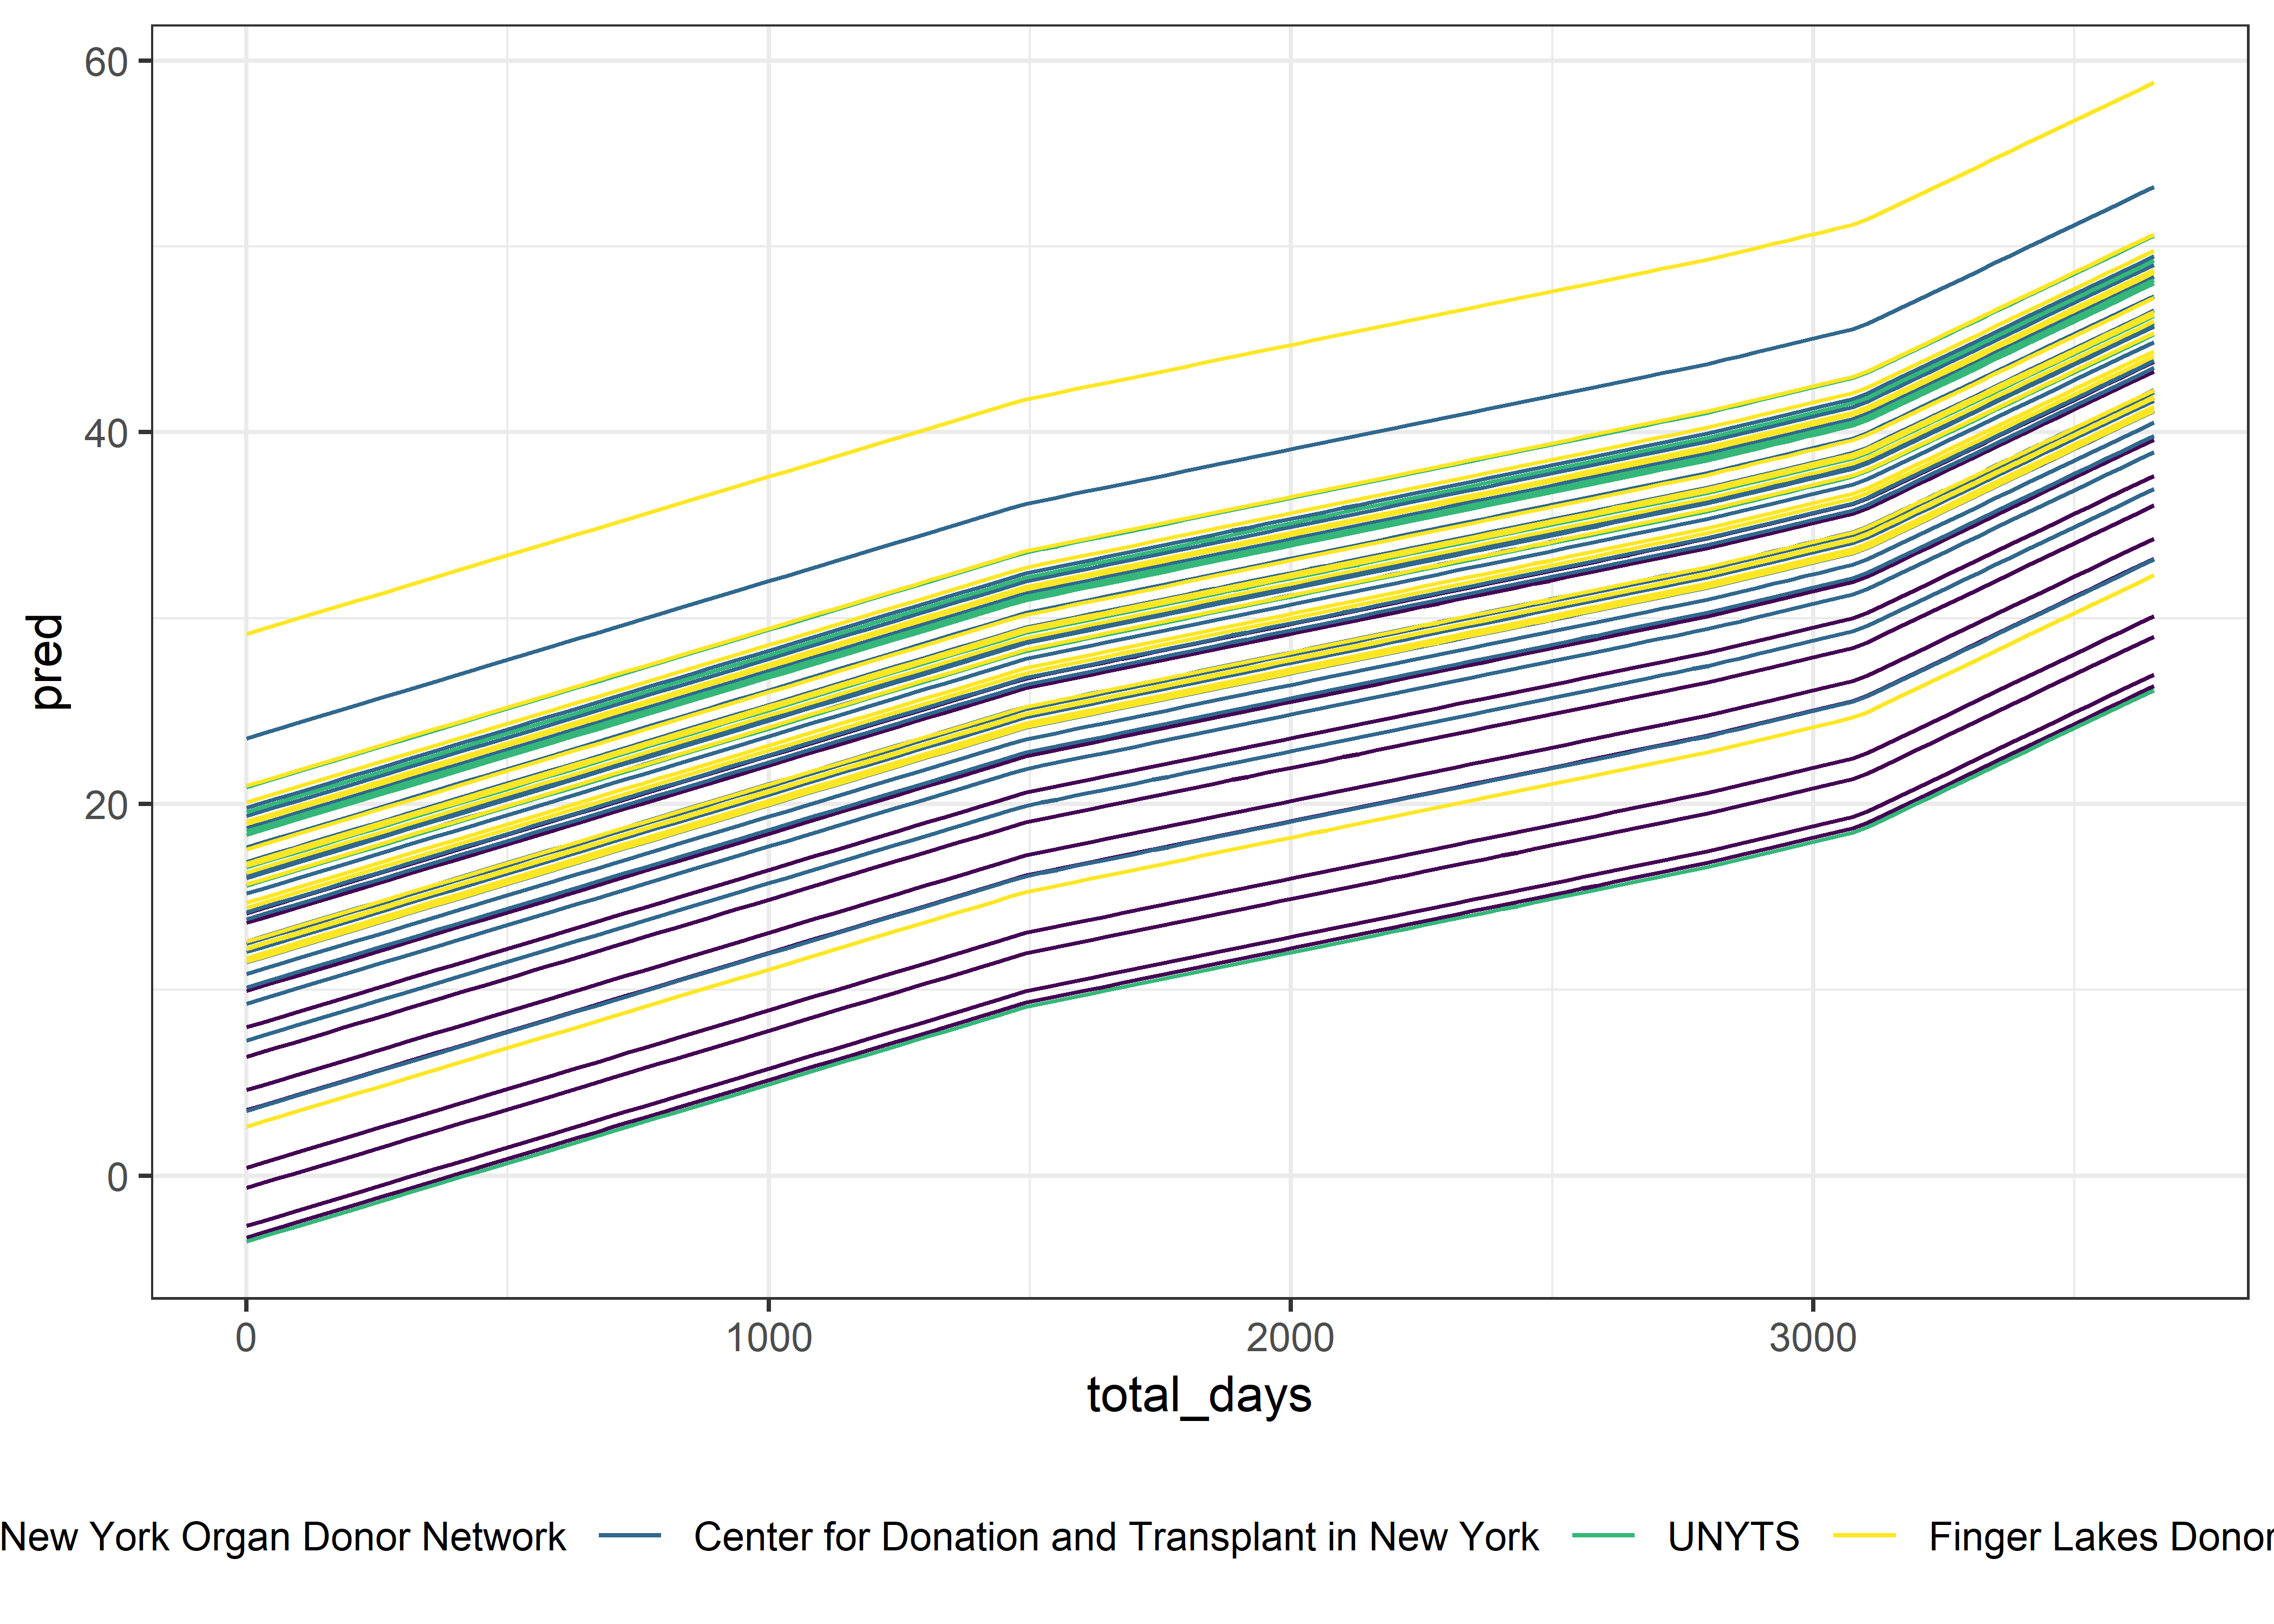 60
40
20
0
pred
0 1000 2000 3000
total_days
New York Organ Donor Network Center for Donation and Transplant in New York UNYTS Finger Lakes Donor